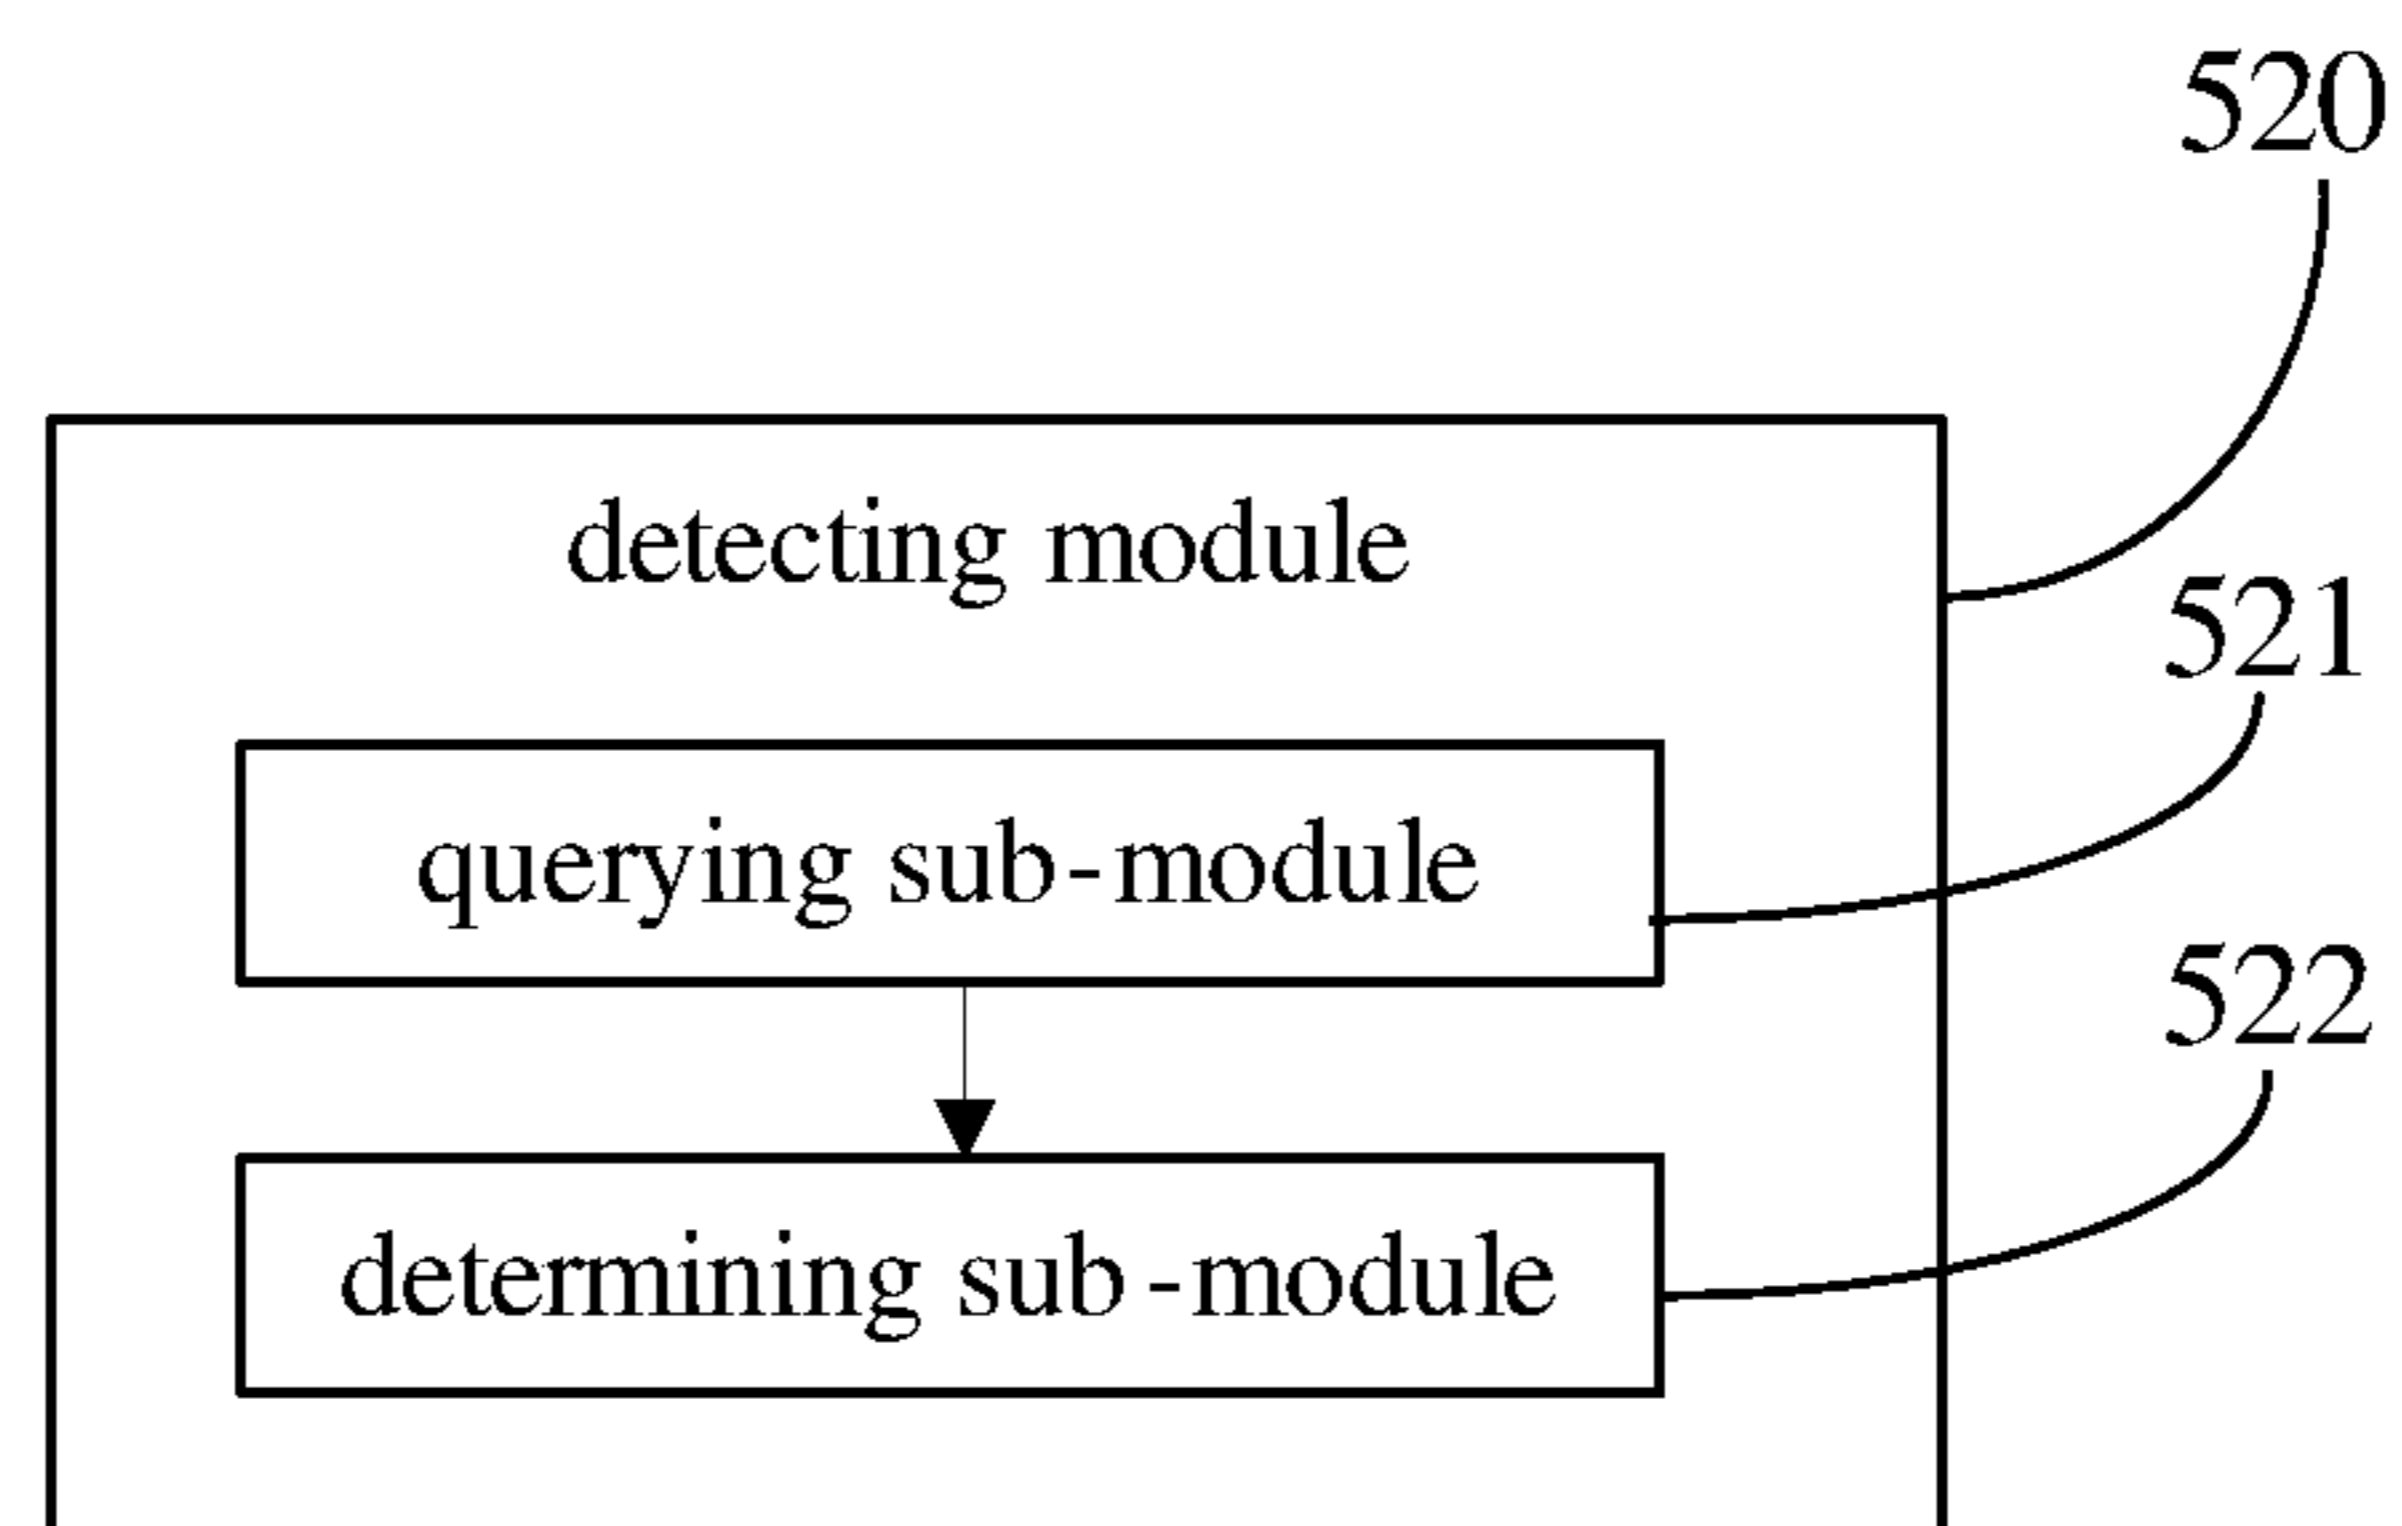 520
detecting module
521
querying sub-module
522
determining sub-module